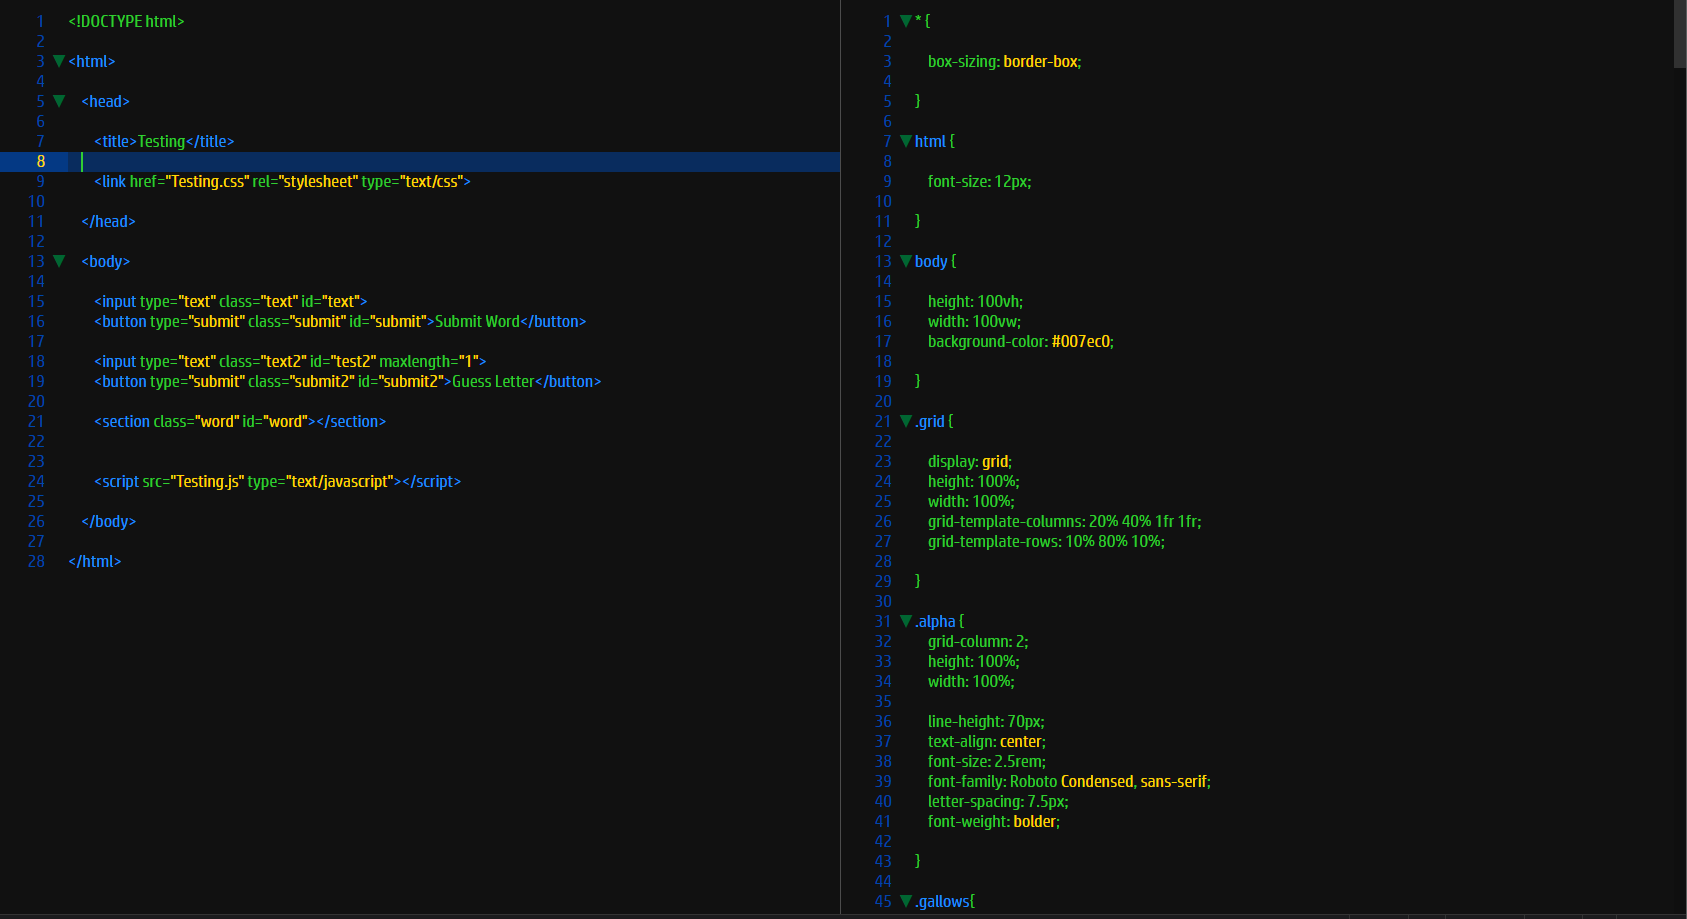 1 <!DOCTYPE html>
2
3 <html>
4
5 <head>
6
7 <title>Testing</title>
8
9 <link href="Testing.css" rel="stylesheet" type="text/css">
10
11 </head>
12
13 <body>
14
15 <input type="text" class="text" id="text">
16 <button type="submit" class="submit" id="submit">Submit Word</button>
17
18 <input type="text" class="text2" id="test2" maxlength="1">
19 <button type="submit" class="submit2" id="submit2">Guess Letter</button>
20
21 <section class="word" id="word"></section>
22
23
24 <script src="Testing.js" type="text/javascript"></script>
25
26 </body>
27
28 </html>
1 * {
2
3 box-sizing: border-box;
4
5 }
6
7 html {
8
9 font-size: 12px;
10
11 }
12
13 body {
14
15 height: 100vh;
16 width: 100vw;
17 background-color: #007ec0;
18
19 }
20
21 .grid {
22
23 display: grid;
24 height: 100%;
25 width: 100%;
26 grid-template-columns: 20% 40% 1fr 1fr;
27 grid-template-rows: 10% 80% 10%;
28
29 }
30
31 .alpha {
32 grid-column: 2;
33 height: 100%;
34 width: 100%;
35
36 line-height: 70px;
37 text-align: center;
38 font-size: 2.5rem;
39 font-family: Roboto Condensed, sans-serif;
40 letter-spacing: 7.5px;
41 font-weight: bolder;
42
43 }
44
45 .gallows{